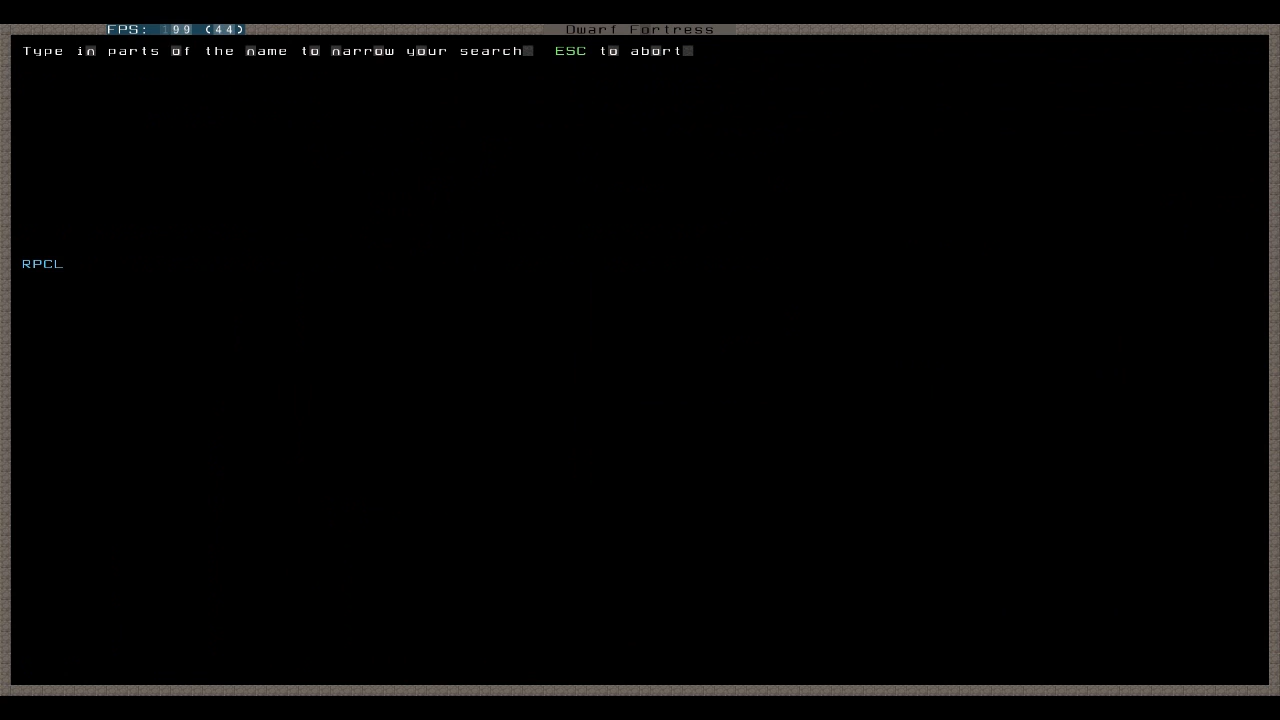 FPS: 199 (44)
Dwarf Fortress
Type in parts of the name to narrow your search. ESC to abort.
RPCL